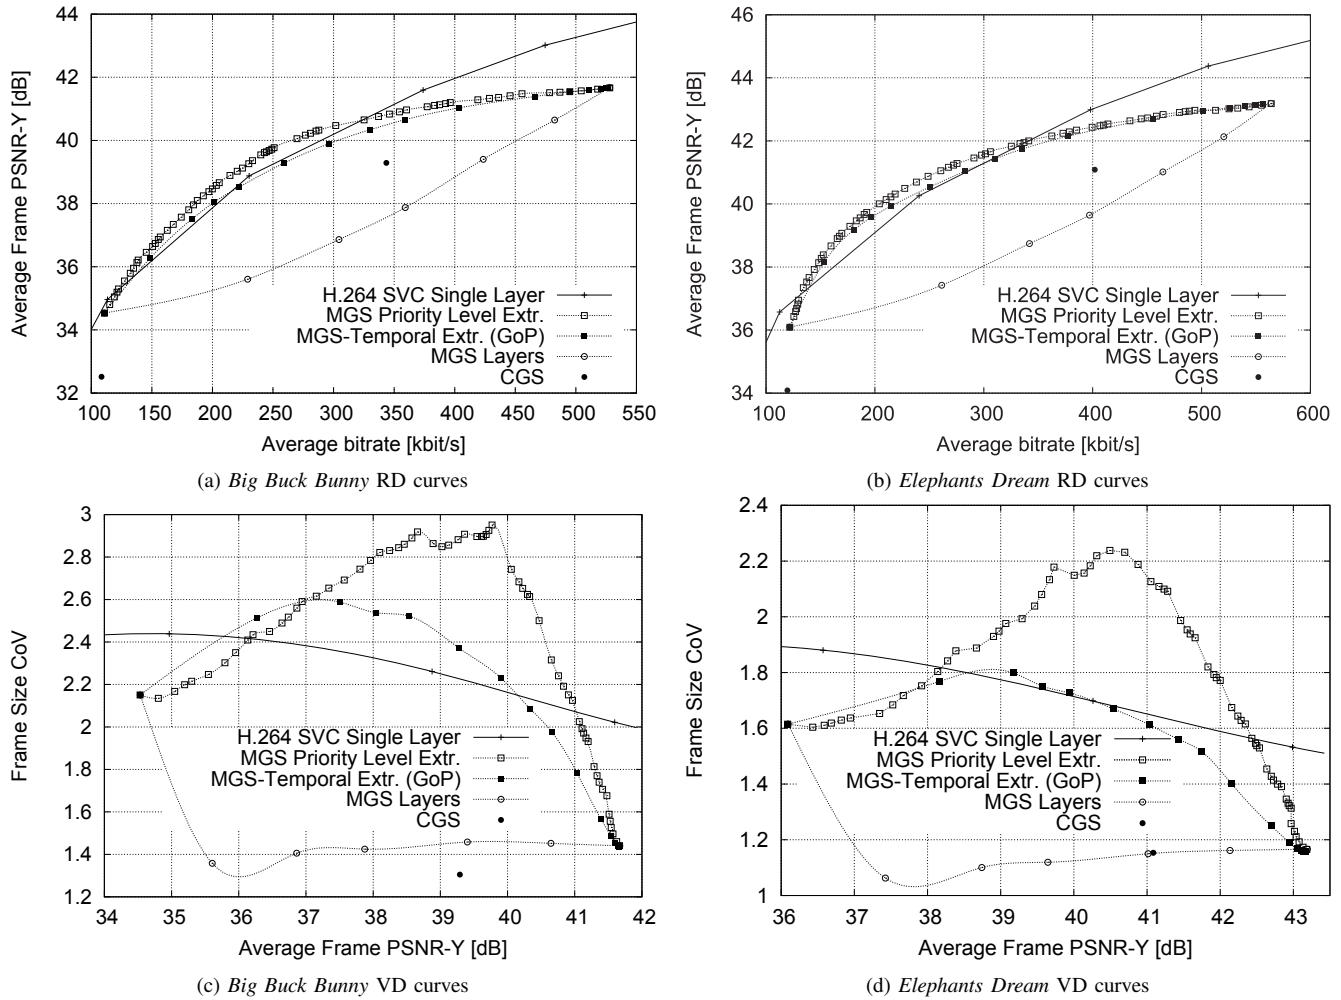 44
42
40
38
36
34
32
100 150 200 250 300 350 400 450 500 550
Average Frame PSNR-Y [dB]
Average bitrate [kbit/s]
H.264 SVC Single Layer
MGS Priority Level Extr.
MGS-Temporal Extr. (GoP)
MGS Layers
CGS
(a) Big Buck Bunny RD curves
46
44
42
40
38
36
34
100 200 300 400 500 600
Average Frame PSNR-Y [dB]
Average bitrate [kbit/s]
H.264 SVC Single Layer
MGS Priority Level Extr.
MGS-Temporal Extr. (GoP)
MGS Layers
CGS
(b) Elephants Dream RD curves
3
2.8
2.6
2.4
2.2
2
1.8
1.6
1.4
1.2
34 35 36 37 38 39 40 41 42
Frame Size CoV
Average Frame PSNR-Y [dB]
H.264 SVC Single Layer
MGS Priority Level Extr.
MGS-Temporal Extr. (GoP)
MGS Layers
CGS
(c) Big Buck Bunny VD curves
2.4
2.2
2
1.8
1.6
1.4
1.2
1
36 37 38 39 40 41 42 43
Frame Size CoV
Average Frame PSNR-Y [dB]
H.264 SVC Single Layer
MGS Priority Level Extr.
MGS-Temporal Extr. (GoP)
MGS Layers
CGS
(d) Elephants Dream VD curves